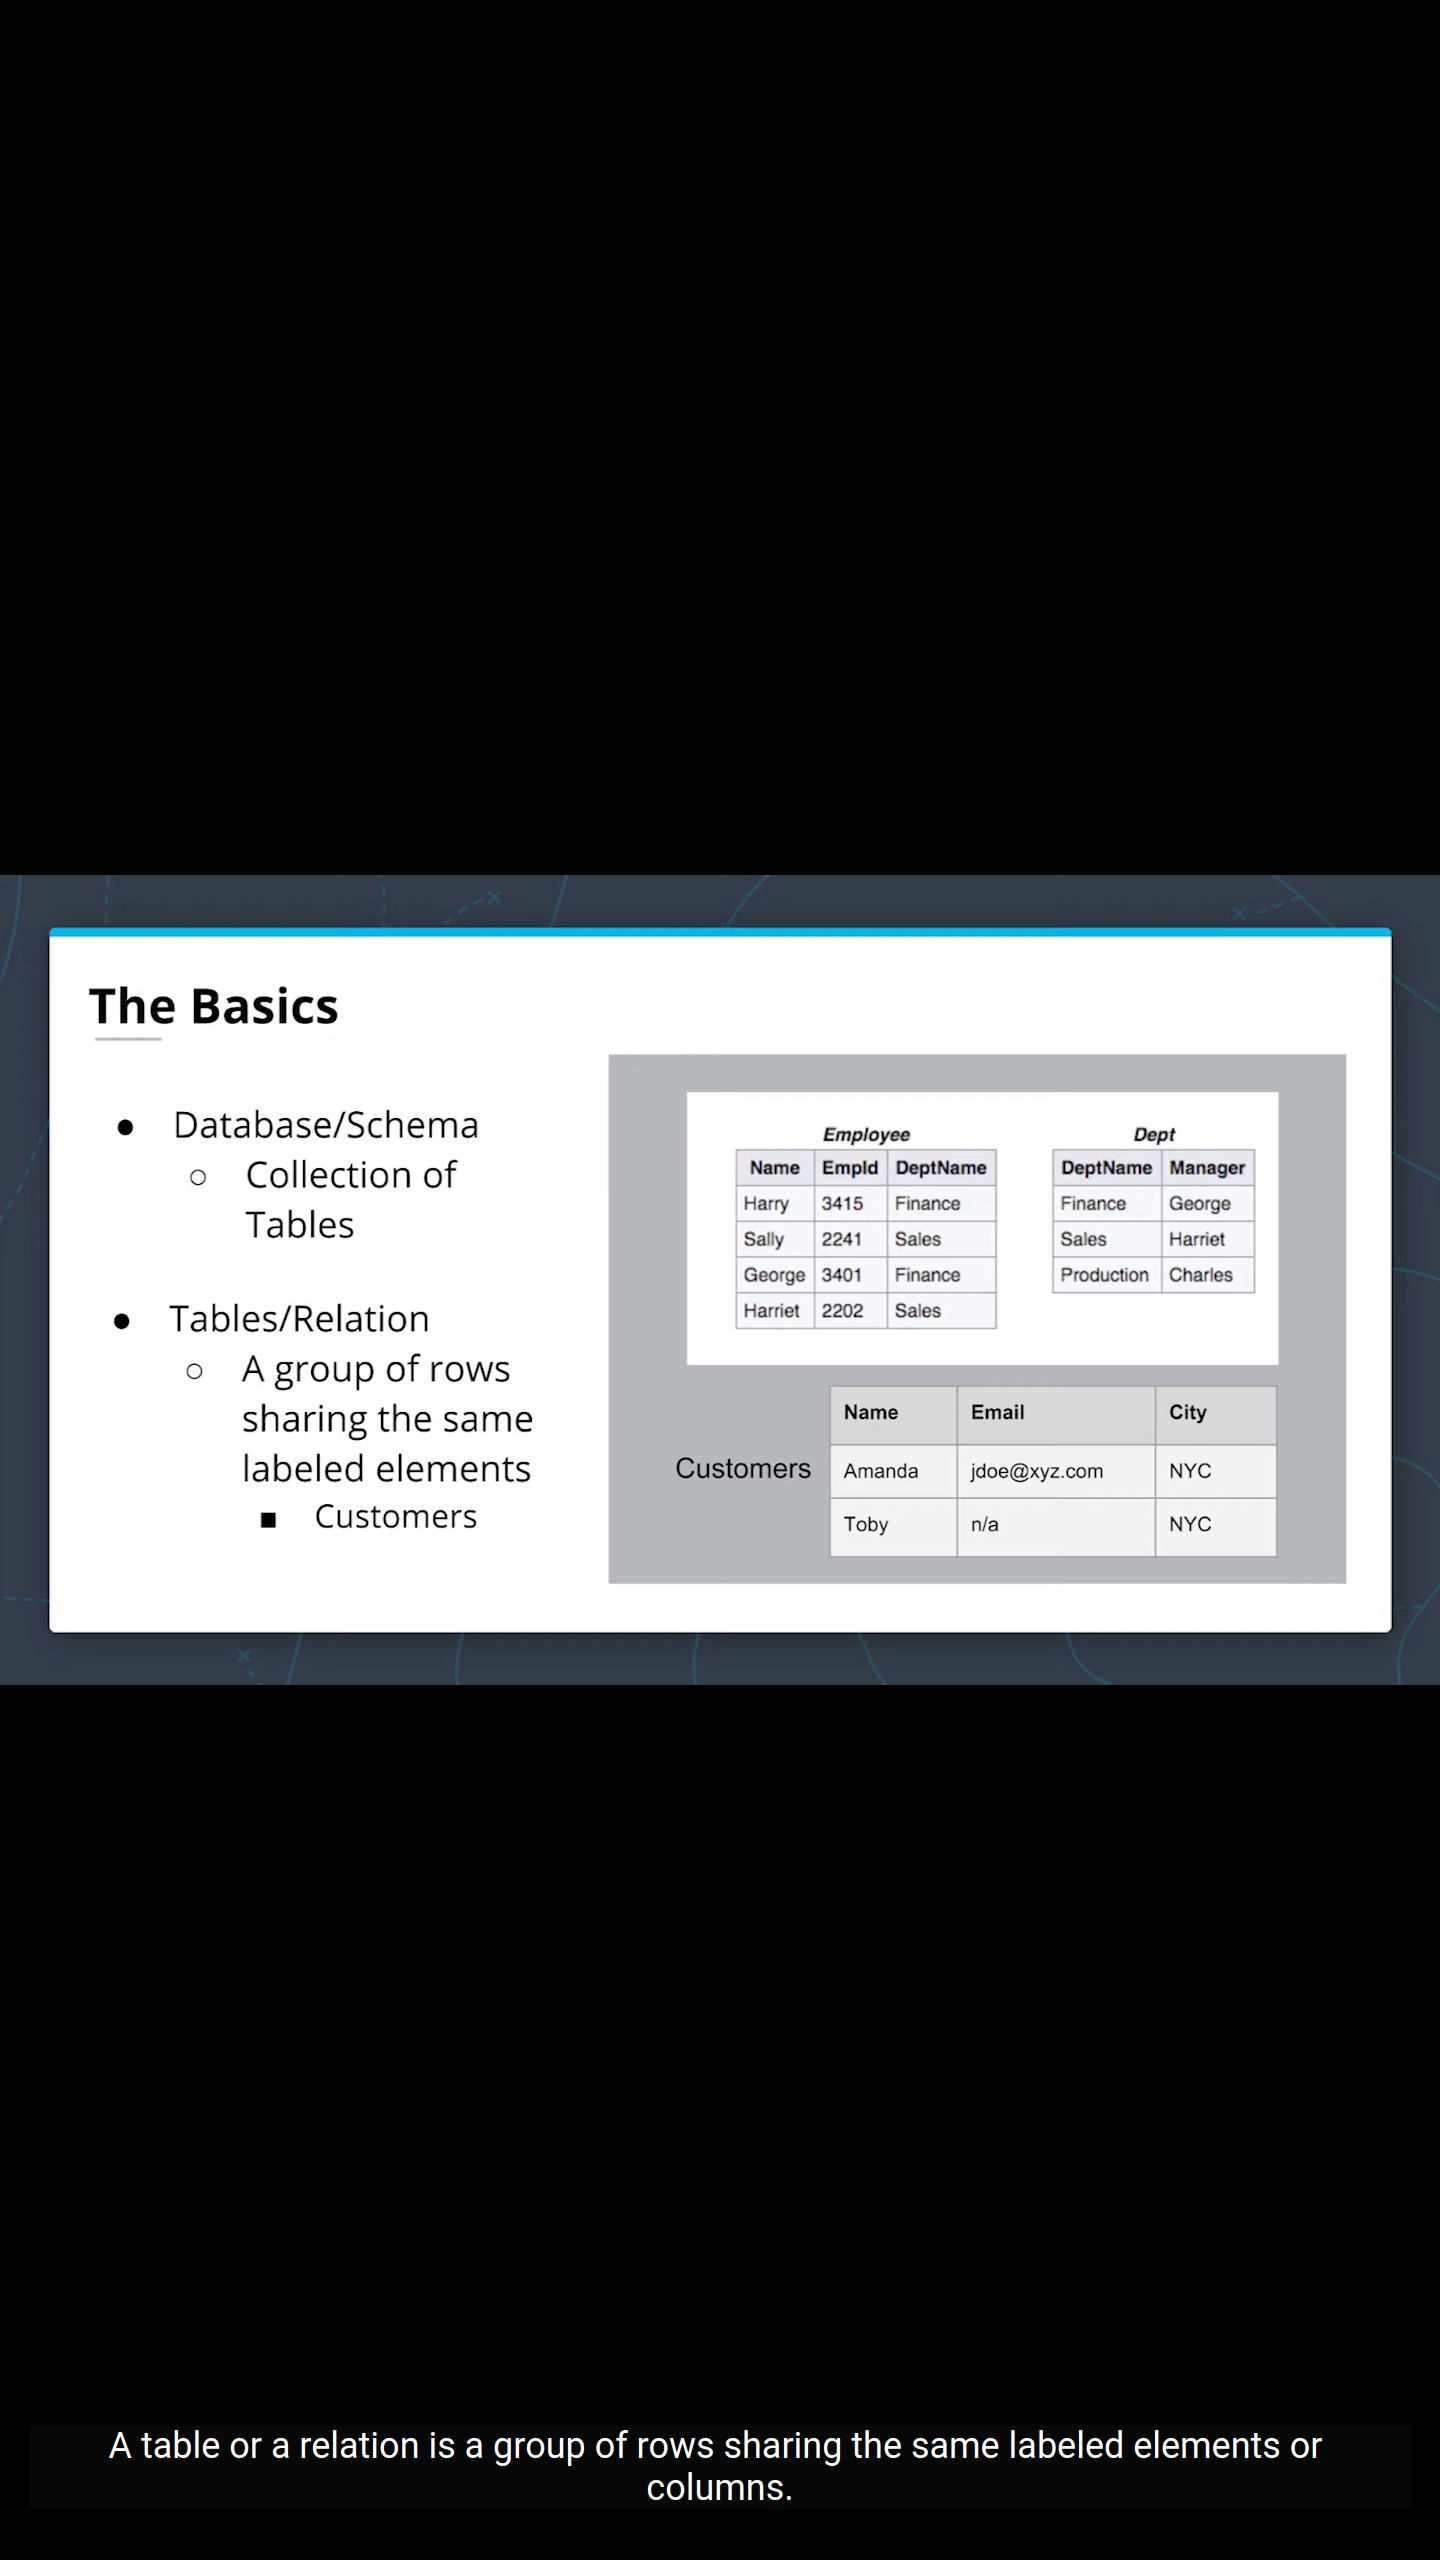 The Basics
● Database/Schema
○ Collection of
Tables
● Tables/Relation
○ A group of rows
sharing the same
labeled elements
■ Customers
Employee
Name EmpId DeptName
Harry 3415 Finance
Sally 2241 Sales
George 3401 Finance
Harriet 2202 Sales
Dept
DeptName Manager
Finance George
Sales Harriet
Production Charles
Customers
Name Email City
Amanda jdoe@xyz.com NYC
Toby n/a NYC
A table or a relation is a group of rows sharing the same labeled elements or
columns.